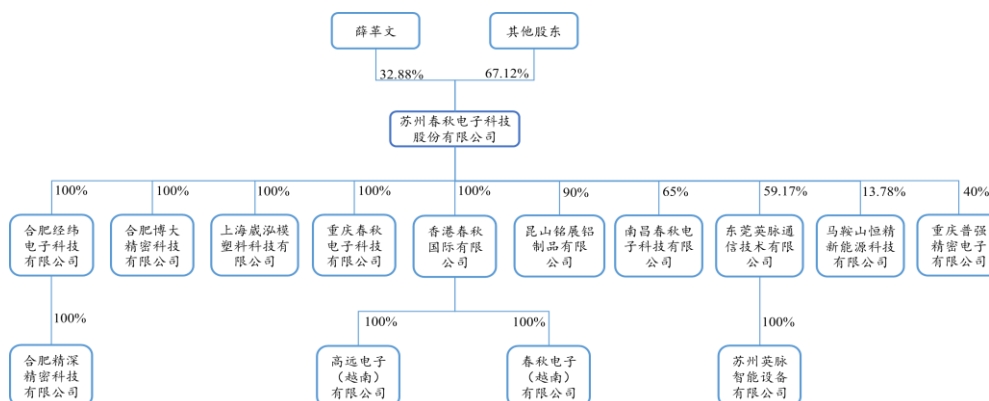 薛革文
其他股东
32.88%
67.12%
苏州春秋电子科技
股份有限公司
100%
100%
100%
100%
100%
90%
65%
59.17%
13.78%
40%
合肥经纬
电子科技
有限公司
合肥博大
精密科技
有限公司
上海崴泓模
塑科科技有
限公司
重庆春秋
电子科技
有限公司
香港春秋
国际有限
公司
昆山铭展铝
制品有限公
司
南昌春秋电
子科技有限
公司
东莞英脉通
信技术有限
公司
马鞍山恒精
新能源科技
有限公司
重庆普强
精密电子
有限公司
100%
100%
100%
100%
合肥精深
精密科技
有限公司
高远电子
（越南）
有限公司
春秋电子
（越南）
有限公司
苏州英脉
智能设备
有限公司